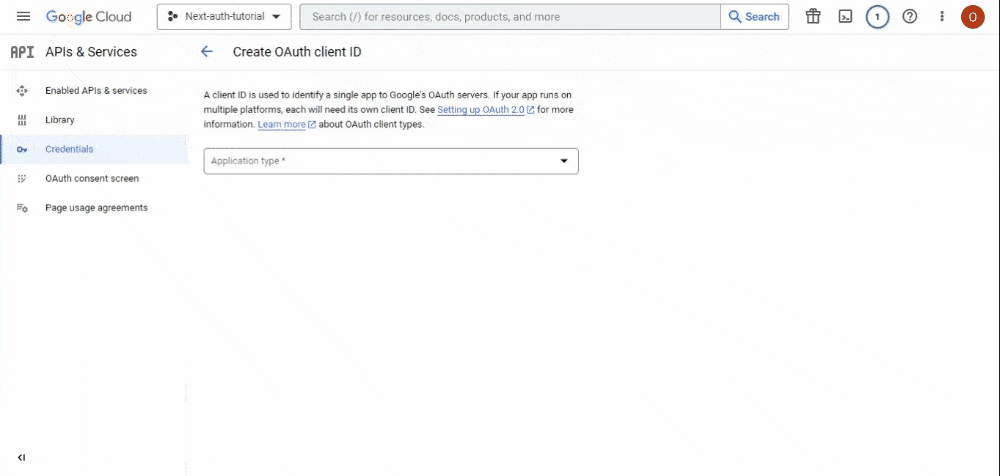 Google Cloud
Next-auth-tutorial
Search (/) for resources, docs, products, and more
Search
1
O
API
APIs & Services
Create OAuth client ID
Enabled APIs & services
Library
Credentials
OAuth consent screen
Page usage agreements
A client ID is used to identify a single app to Google's OAuth servers. If your app runs on
multiple platforms, each will need its own client ID. See Setting up OAuth 2.0 for more
information. Learn more about OAuth client types.
Application type *